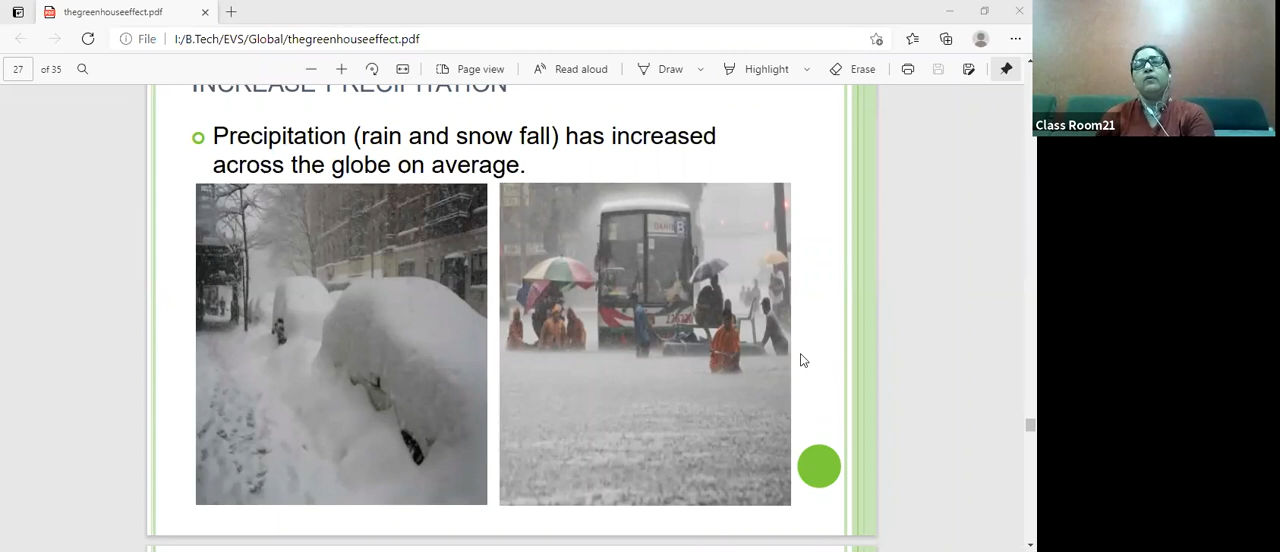 thegreenhouseeffect.pdf
File I:/B.Tech/EVS/Global/thegreenhouseeffect.pdf
27 of 35 Page view Read aloud Draw Highlight Erase
INCREASE PRECIPITATION
Precipitation (rain and snow fall) has increased
across the globe on average.
B
Class Room21